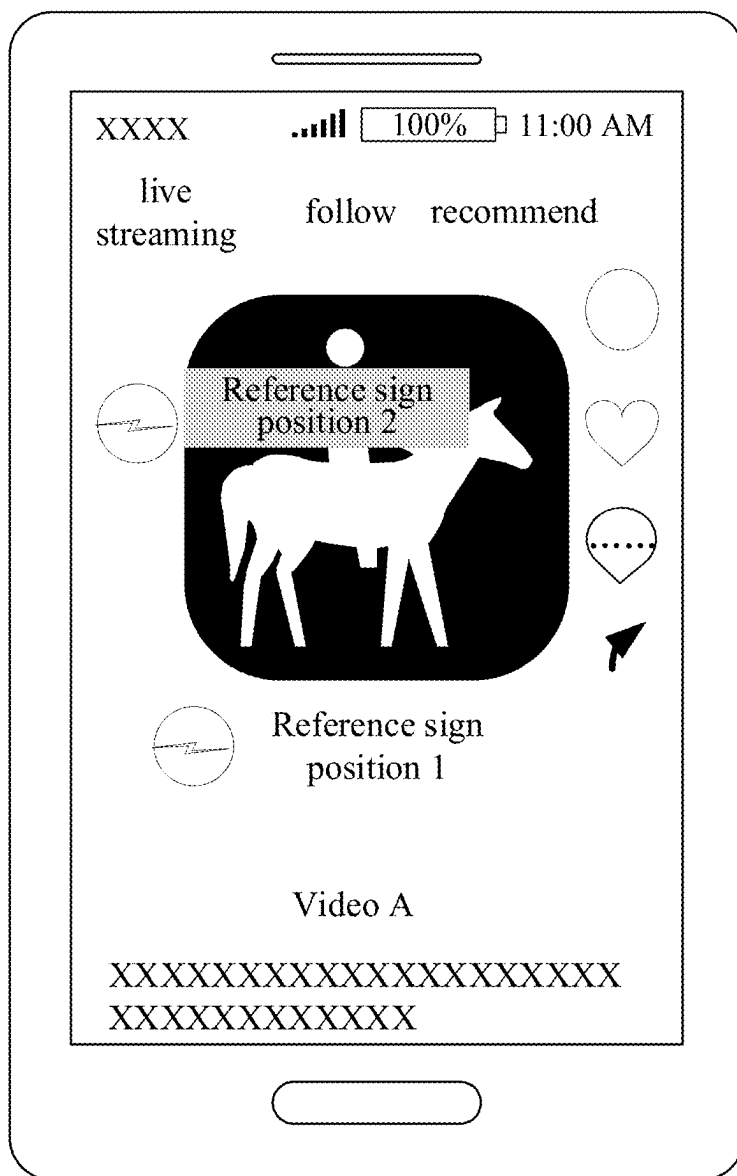 XXXX 100% 11:00 AM
live
streaming
follow recommend
Reference sign
position 2
Reference sign
position 1
Video A
XXXXXXXXXXXXXXXXXXXX
XXXXXXXXXXXX